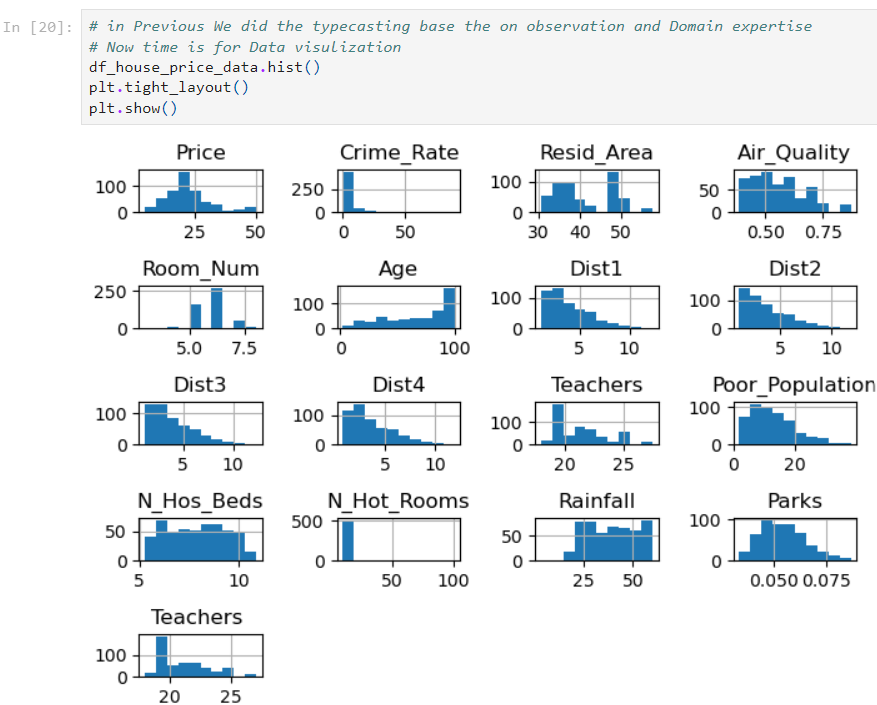 In [20]: # in Previous We did the typecasting base the on observation and Domain expertise
# Now time is for Data visulization
df_house_price_data.hist()
plt.tight_layout()
plt.show()
Price Crime_Rate Resid_Area Air_Quality
100 250 100 50
0 0 0 0
25 50 0 50 30 40 50 0.50 0.75
Room_Num Age Dist1 Dist2
250 100 100 100
0 0 0 0
5.0 7.5 0 100 5 10 5 10
Dist3 Dist4 Teachers Poor_Population
100 100 100 100
0 0 0 0
5 10 5 10 20 25 0 20
N_Hos_Beds N_Hot_Rooms Rainfall Parks
50 500 50 100
0 0 0 0
5 10 50 100 25 50 0.050 0.075
Teachers
100
0
20 25